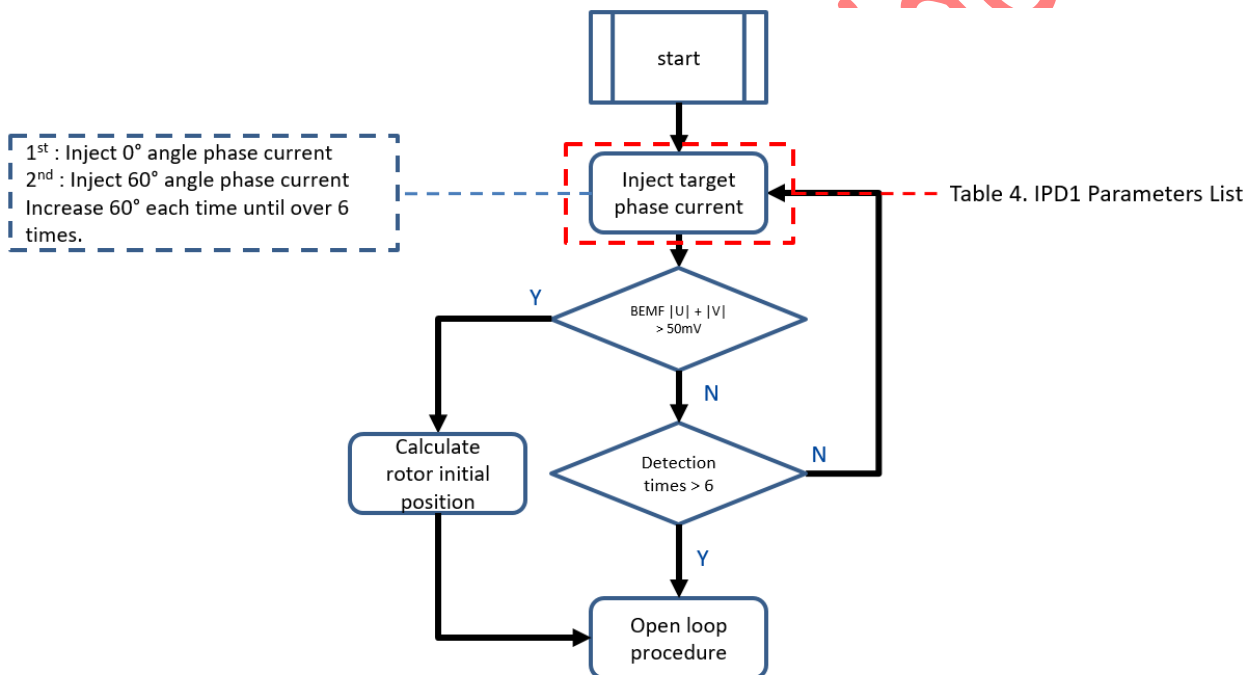 start
1st : Inject 0° angle phase current
2nd : Inject 60° angle phase current
Increase 60° each time until over 6
times.
Inject target
phase current
Table 4. IPD1 Parameters List
Y
BEMF |U| + |V|
> 50mV
N
Calculate
rotor initial
position
Detection
times > 6
N
Y
Open loop
procedure